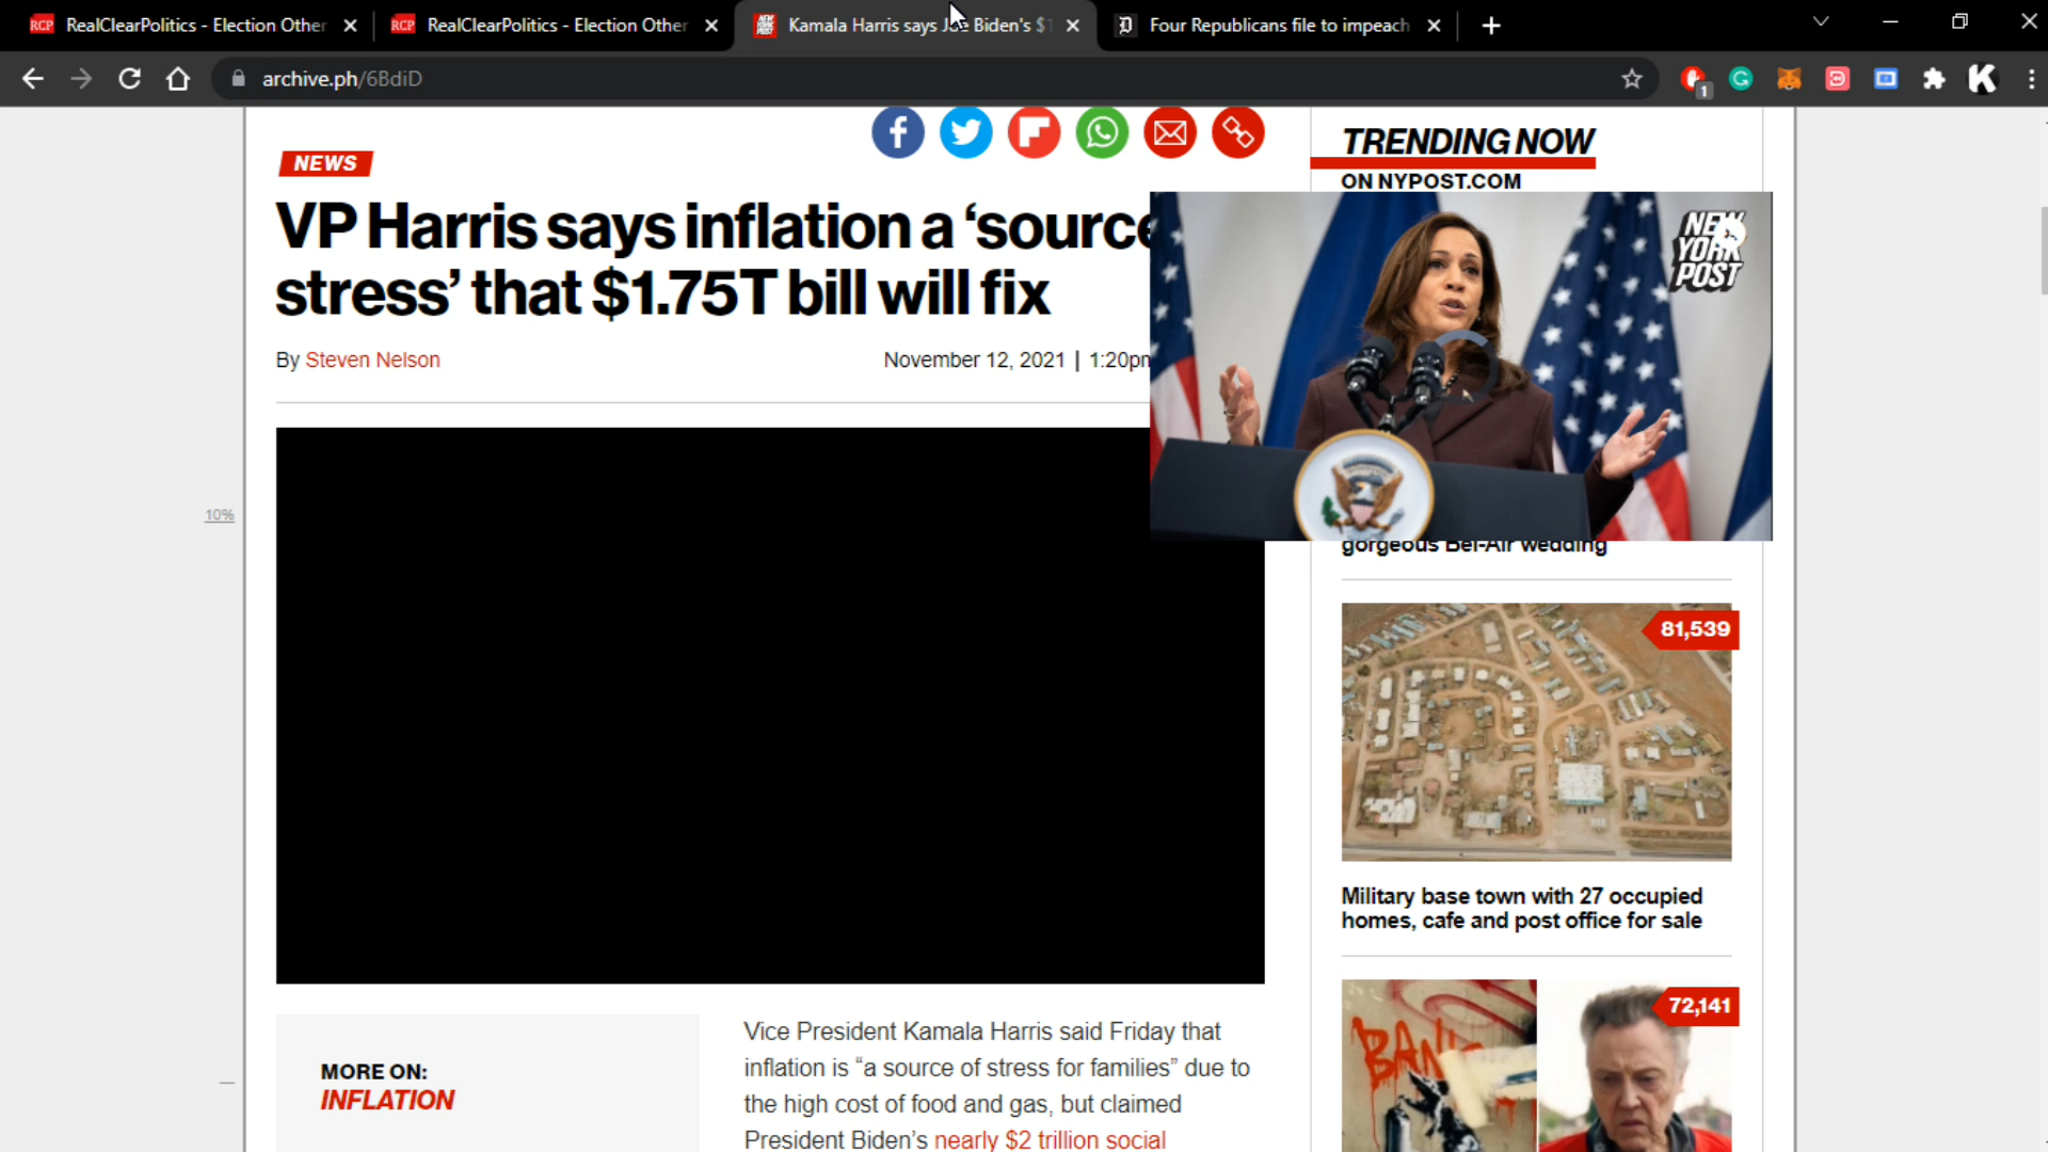 RealClearPolitics - Election Other
RealClearPolitics - Election Other
Kamala Harris says Joe Biden's $1
Four Republicans file to impeach
archive.ph/6BdiD
1
NEWS
VP Harris says inflation a ‘source
stress’ that $1.75T bill will fix
By Steven Nelson
November 12, 2021 | 1:20pm
10%
Vice President Kamala Harris said Friday that
inflation is “a source of stress for families” due to
the high cost of food and gas, but claimed
President Biden’s nearly $2 trillion social
MORE ON:
INFLATION
TRENDING NOW
ON NYPOST.COM
NEW
YORK
POST
gorgeous Bel-Air wedding
81,539
Military base town with 27 occupied
homes, cafe and post office for sale
72,141